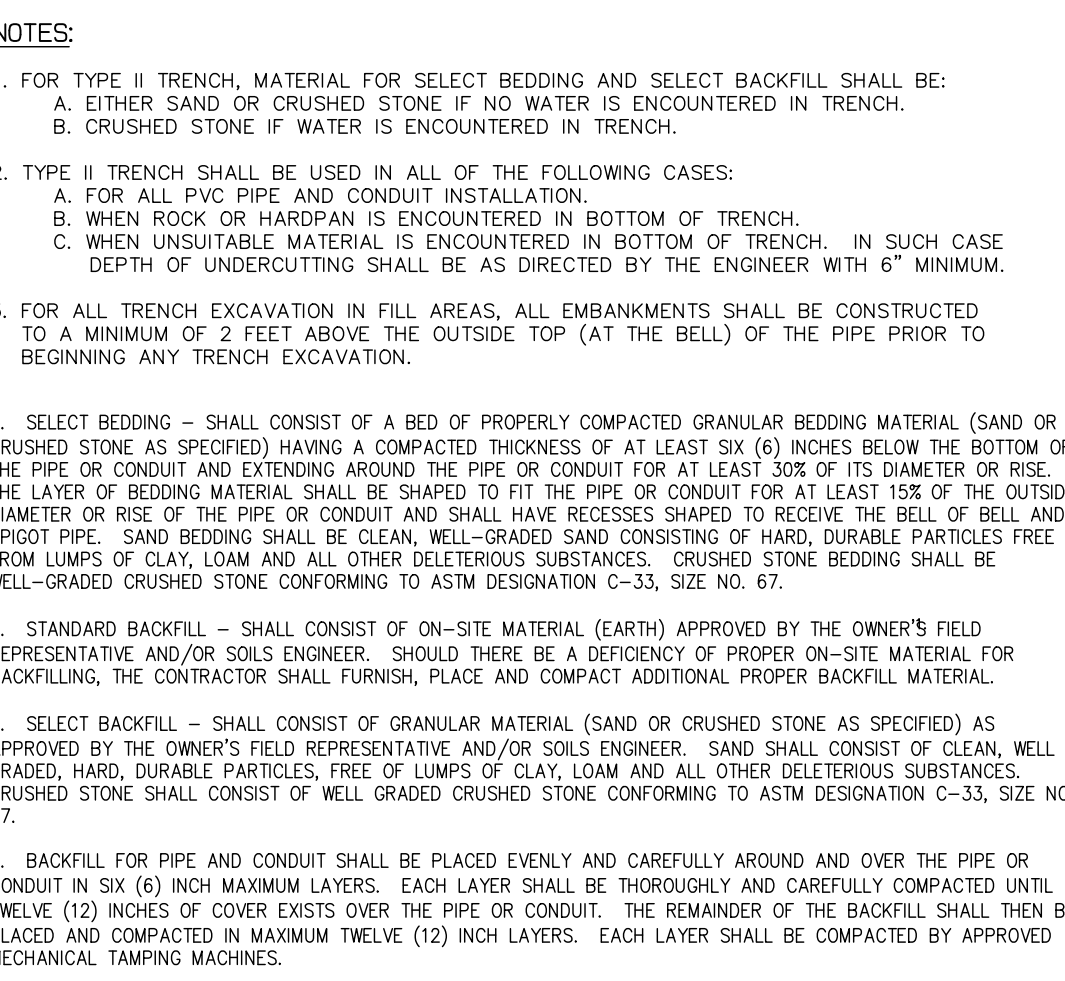 NOTES:
. FOR TYPE II TRENCH, MATERIAL FOR SELECT BEDDING AND SELECT BACKFILL SHALL BE:
A. EITHER SAND OR CRUSHED STONE IF NO WATER IS ENCOUNTERED IN TRENCH.
B. CRUSHED STONE IF WATER IS ENCOUNTERED IN TRENCH.
2. TYPE II TRENCH SHALL BE USED IN ALL OF THE FOLLOWING CASES:
A. FOR ALL PVC PIPE AND CONDUIT INSTALLATION.
B. WHEN ROCK OR HARDPAN IS ENCOUNTERED IN BOTTOM OF TRENCH.
C. WHEN UNSUITABLE MATERIAL IS ENCOUNTERED IN BOTTOM OF TRENCH. IN SUCH CASE
DEPTH OF UNDERCUTTING SHALL BE AS DIRECTED BY THE ENGINEER WITH 6" MINIMUM.
. FOR ALL TRENCH EXCAVATION IN FILL AREAS, ALL EMBANKMENTS SHALL BE CONSTRUCTED
TO A MINIMUM OF 2 FEET ABOVE THE OUTSIDE TOP (AT THE BELL) OF THE PIPE PRIOR TO
BEGINNING ANY TRENCH EXCAVATION.
. SELECT BEDDING – SHALL CONSIST OF A BED OF PROPERLY COMPACTED GRANULAR BEDDING MATERIAL (SAND OR
RUSHED STONE AS SPECIFIED) HAVING A COMPACTED THICKNESS OF AT LEAST SIX (6) INCHES BELOW THE BOTTOM OF
HE PIPE OR CONDUIT AND EXTENDING AROUND THE PIPE OR CONDUIT FOR AT LEAST 30% OF ITS DIAMETER OR RISE.
HE LAYER OF BEDDING MATERIAL SHALL BE SHAPED TO FIT THE PIPE OR CONDUIT FOR AT LEAST 15% OF THE OUTSID
IAMETER OR RISE OF THE PIPE OR CONDUIT AND SHALL HAVE RECESSES SHAPED TO RECEIVE THE BELL OF BELL AND
PIGOT PIPE. SAND BEDDING SHALL BE CLEAN, WELL–GRADED SAND CONSISTING OF HARD, DURABLE PARTICLES FREE
ROM LUMPS OF CLAY, LOAM AND ALL OTHER DELETERIOUS SUBSTANCES. CRUSHED STONE BEDDING SHALL BE
WELL–GRADED CRUSHED STONE CONFORMING TO ASTM DESIGNATION C–33, SIZE NO. 67.
. STANDARD BACKFILL – SHALL CONSIST OF ON–SITE MATERIAL (EARTH) APPROVED BY THE OWNER'S FIELD
EPRESENTATIVE AND/OR SOILS ENGINEER. SHOULD THERE BE A DEFICIENCY OF PROPER ON–SITE MATERIAL FOR
ACKFILLING, THE CONTRACTOR SHALL FURNISH, PLACE AND COMPACT ADDITIONAL PROPER BACKFILL MATERIAL.
. SELECT BACKFILL – SHALL CONSIST OF GRANULAR MATERIAL (SAND OR CRUSHED STONE AS SPECIFIED) AS
PPROVED BY THE OWNER'S FIELD REPRESENTATIVE AND/OR SOILS ENGINEER. SAND SHALL CONSIST OF CLEAN, WELL
RADED, HARD, DURABLE PARTICLES, FREE OF LUMPS OF CLAY, LOAM AND ALL OTHER DELETERIOUS SUBSTANCES.
RUSHED STONE SHALL CONSIST OF WELL GRADED CRUSHED STONE CONFORMING TO ASTM DESIGNATION C–33, SIZE NO
7.
. BACKFILL FOR PIPE AND CONDUIT SHALL BE PLACED EVENLY AND CAREFULLY AROUND AND OVER THE PIPE OR
ONDUIT IN SIX (6) INCH MAXIMUM LAYERS. EACH LAYER SHALL BE THOROUGHLY AND CAREFULLY COMPACTED UNTIL
WELVE (12) INCHES OF COVER EXISTS OVER THE PIPE OR CONDUIT. THE REMAINDER OF THE BACKFILL SHALL THEN B
LACED AND COMPACTED IN MAXIMUM TWELVE (12) INCH LAYERS. EACH LAYER SHALL BE COMPACTED BY APPROVED
MECHANICAL TAMPING MACHINES.